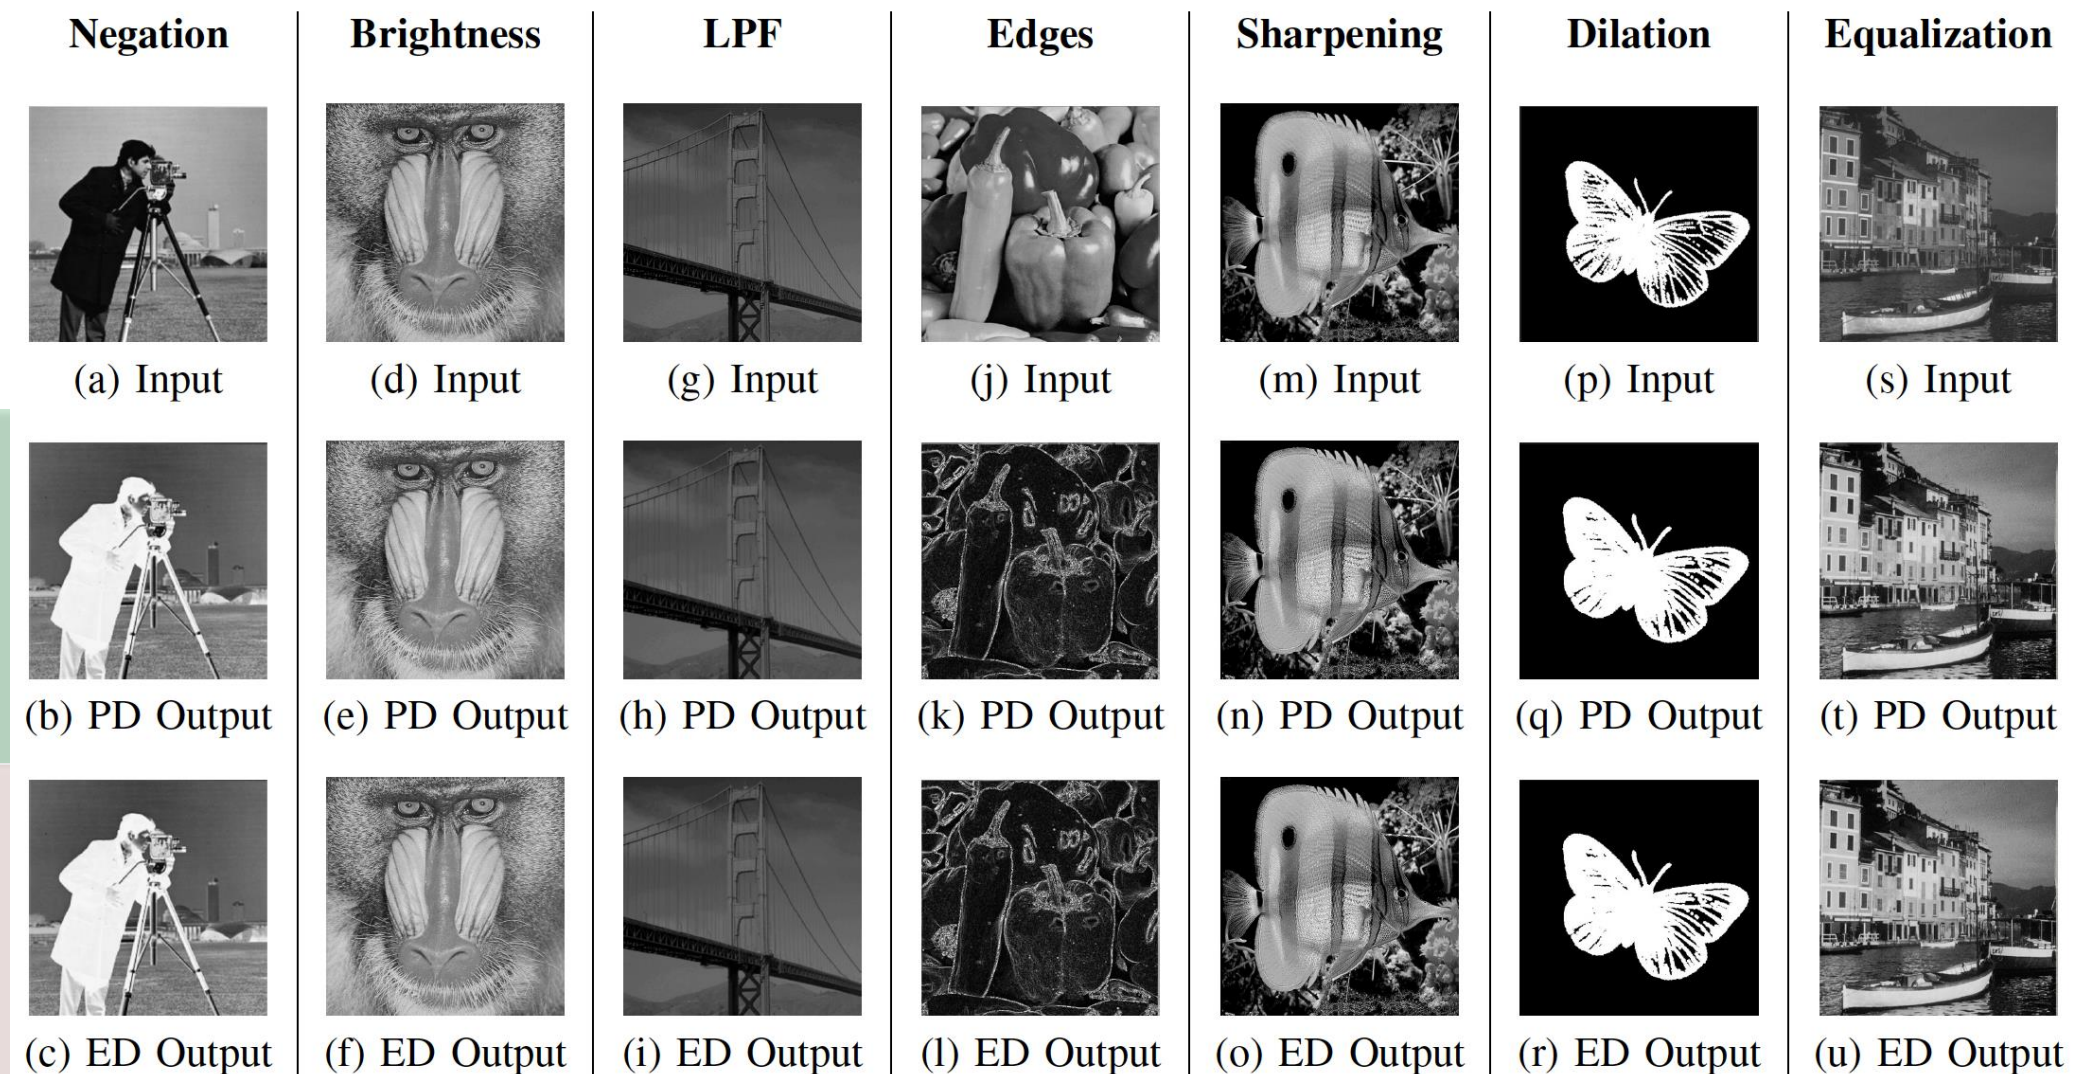 Negation Brightness LPF Edges Sharpening Dilation Equalization
(a) Input (d) Input (g) Input (j) Input (m) Input (p) Input (s) Input
(b) PD Output (e) PD Output (h) PD Output (k) PD Output (n) PD Output (q) PD Output (t) PD Output
(c) ED Output (f) ED Output (i) ED Output (l) ED Output (o) ED Output (r) ED Output (u) ED Output